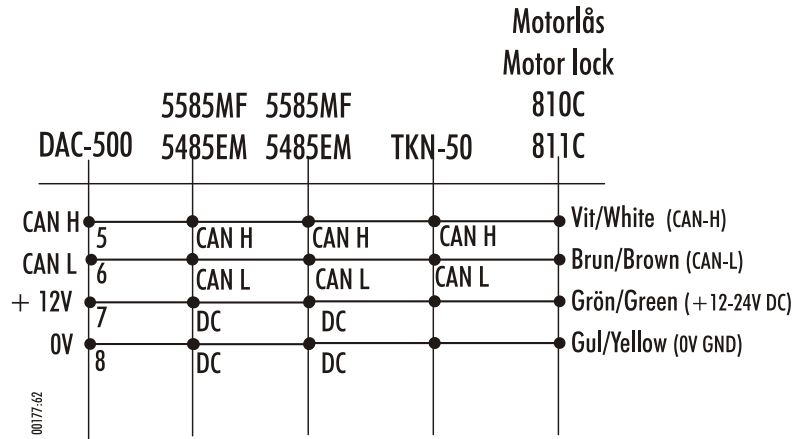 Motorlås
Motor lock
5585MF 5585MF 810C
DAC-500 5485EM 5485EM TKN-50 811C
CAN H 5 CAN H CAN H CAN H Vit/White (CAN-H)
CAN L 6 CAN L CAN L CAN L Brun/Brown (CAN-L)
+ 12V 7 DC DC Grön/Green (+12-24V DC)
0V 8 DC DC Gul/Yellow (0V GND)
00177:62